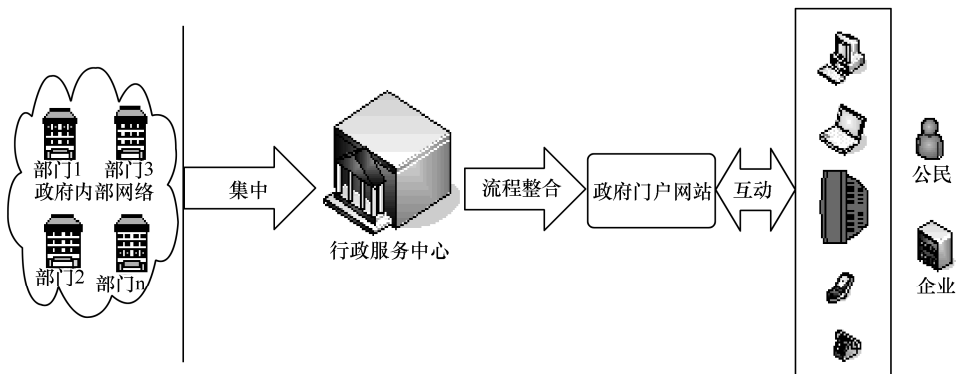 部门1
部门3
政府内部网络
部门2
部门n
集中
行政服务中心
流程整合
政府门户网站
互动
公民
企业